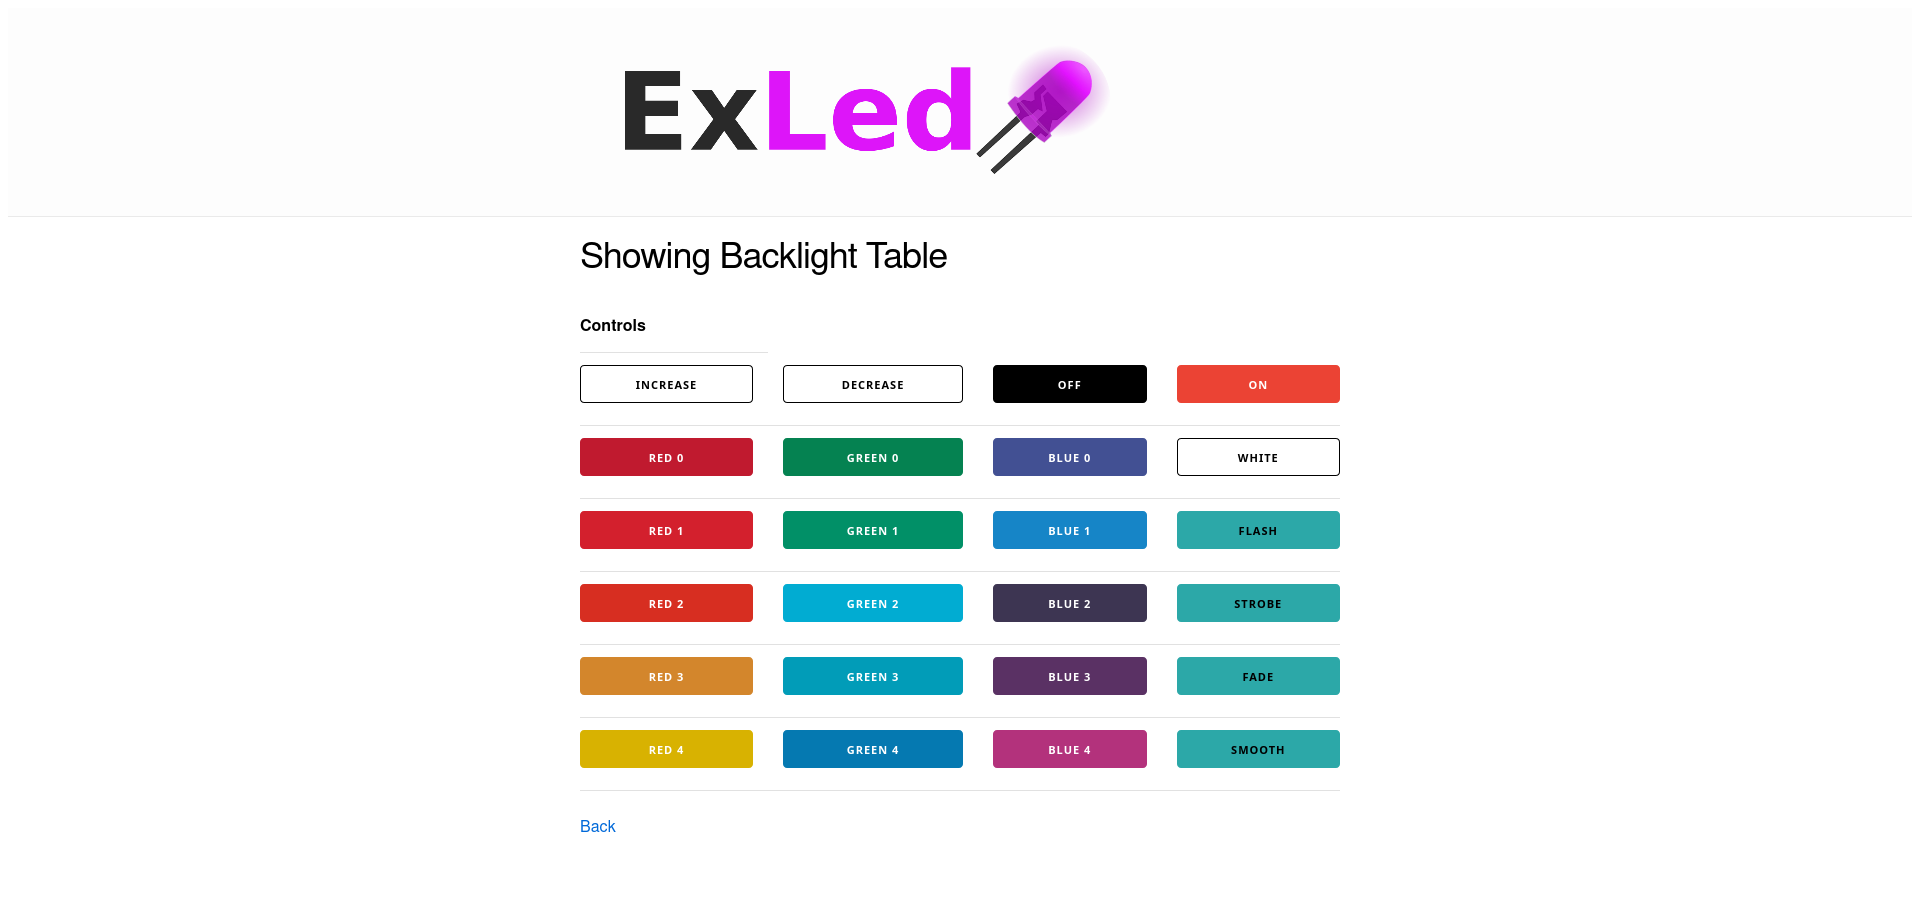 ExLed
Showing Backlight Table
Controls
INCREASE DECREASE OFF ON
RED 0 GREEN 0 BLUE 0 WHITE
RED 1 GREEN 1 BLUE 1 FLASH
RED 2 GREEN 2 BLUE 2 STROBE
RED 3 GREEN 3 BLUE 3 FADE
RED 4 GREEN 4 BLUE 4 SMOOTH
Back